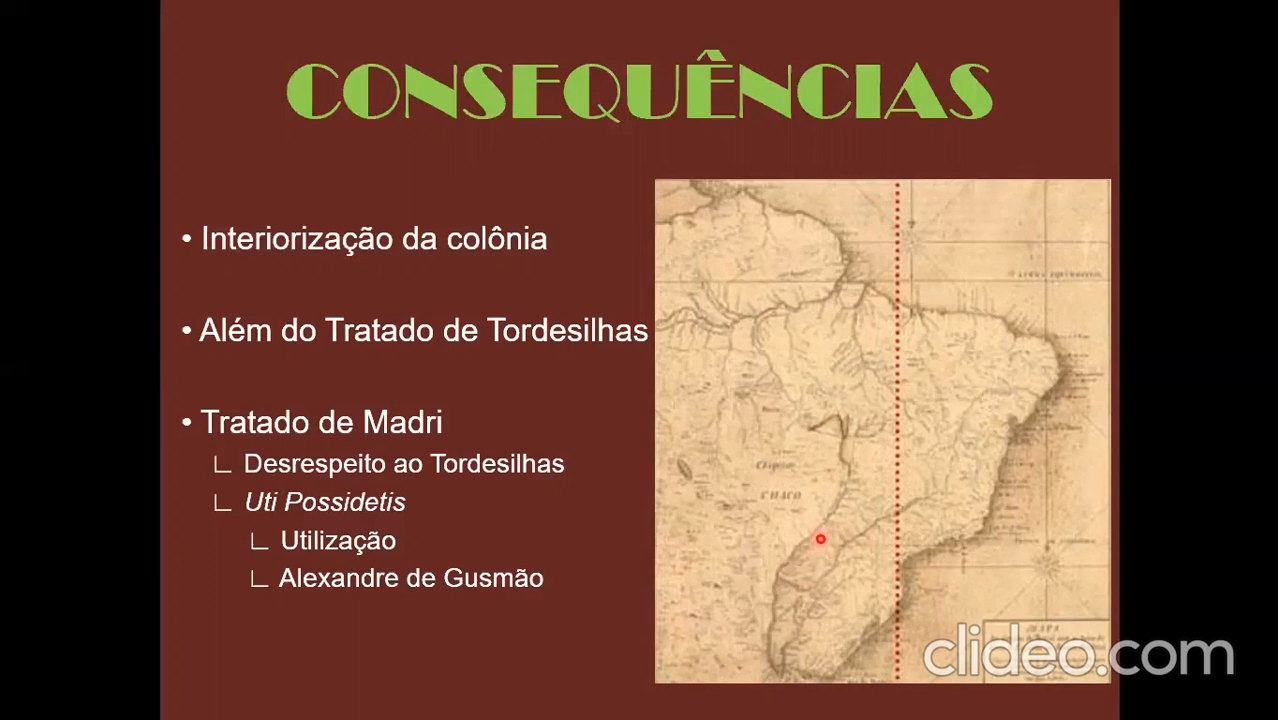 CONSEQUÊNCIAS
• Interiorização da colônia
• Além do Tratado de Tordesilhas
• Tratado de Madri
∟ Desrespeito ao Tordesilhas
∟ Uti Possidetis
∟ Utilização
∟ Alexandre de Gusmão
CHACO
MAPA
clideo.com